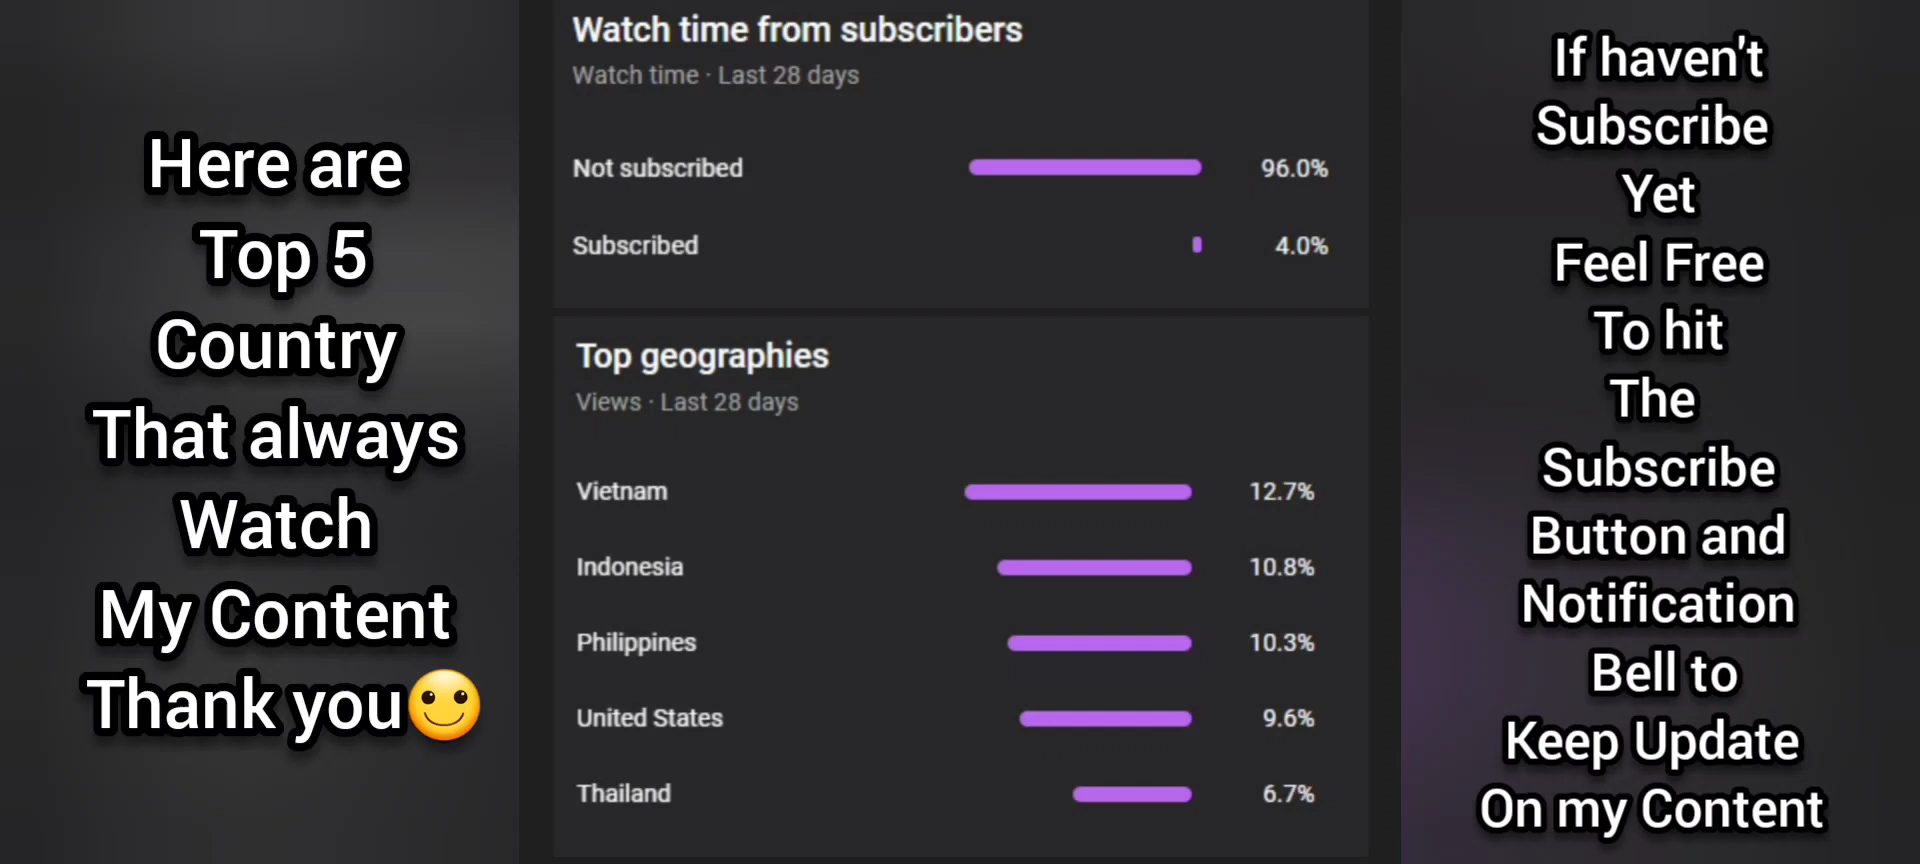 Here are
Top 5
Country
That always
Watch
My Content
Thank you
Watch time from subscribers
Watch time · Last 28 days
Not subscribed 96.0%
Subscribed 4.0%
Top geographies
Views · Last 28 days
Vietnam 12.7%
Indonesia 10.8%
Philippines 10.3%
United States 9.6%
Thailand 6.7%
If haven't
Subscribe
Yet
Feel Free
To hit
The
Subscribe
Button and
Notification
Bell to
Keep Update
On my Content